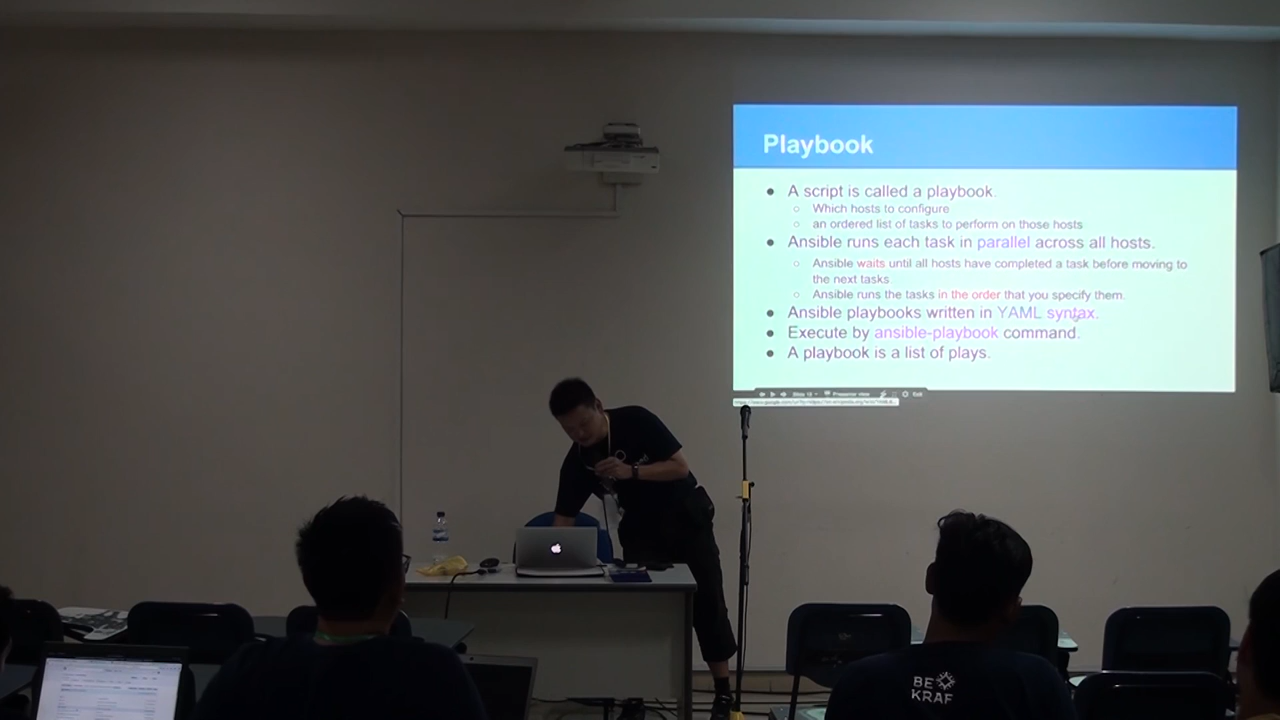 Playbook
● A script is called a playbook.
○ Which hosts to configure
○ an ordered list of tasks to perform on those hosts
● Ansible runs each task in parallel across all hosts.
○ Ansible waits until all hosts have completed a task before moving to
the next tasks
○ Ansible runs the tasks in the order that you specify them.
● Ansible playbooks written in YAML syntax.
● Execute by ansible-playbook command.
● A playbook is a list of plays.
Presenter view
Exit
BE
KRAF